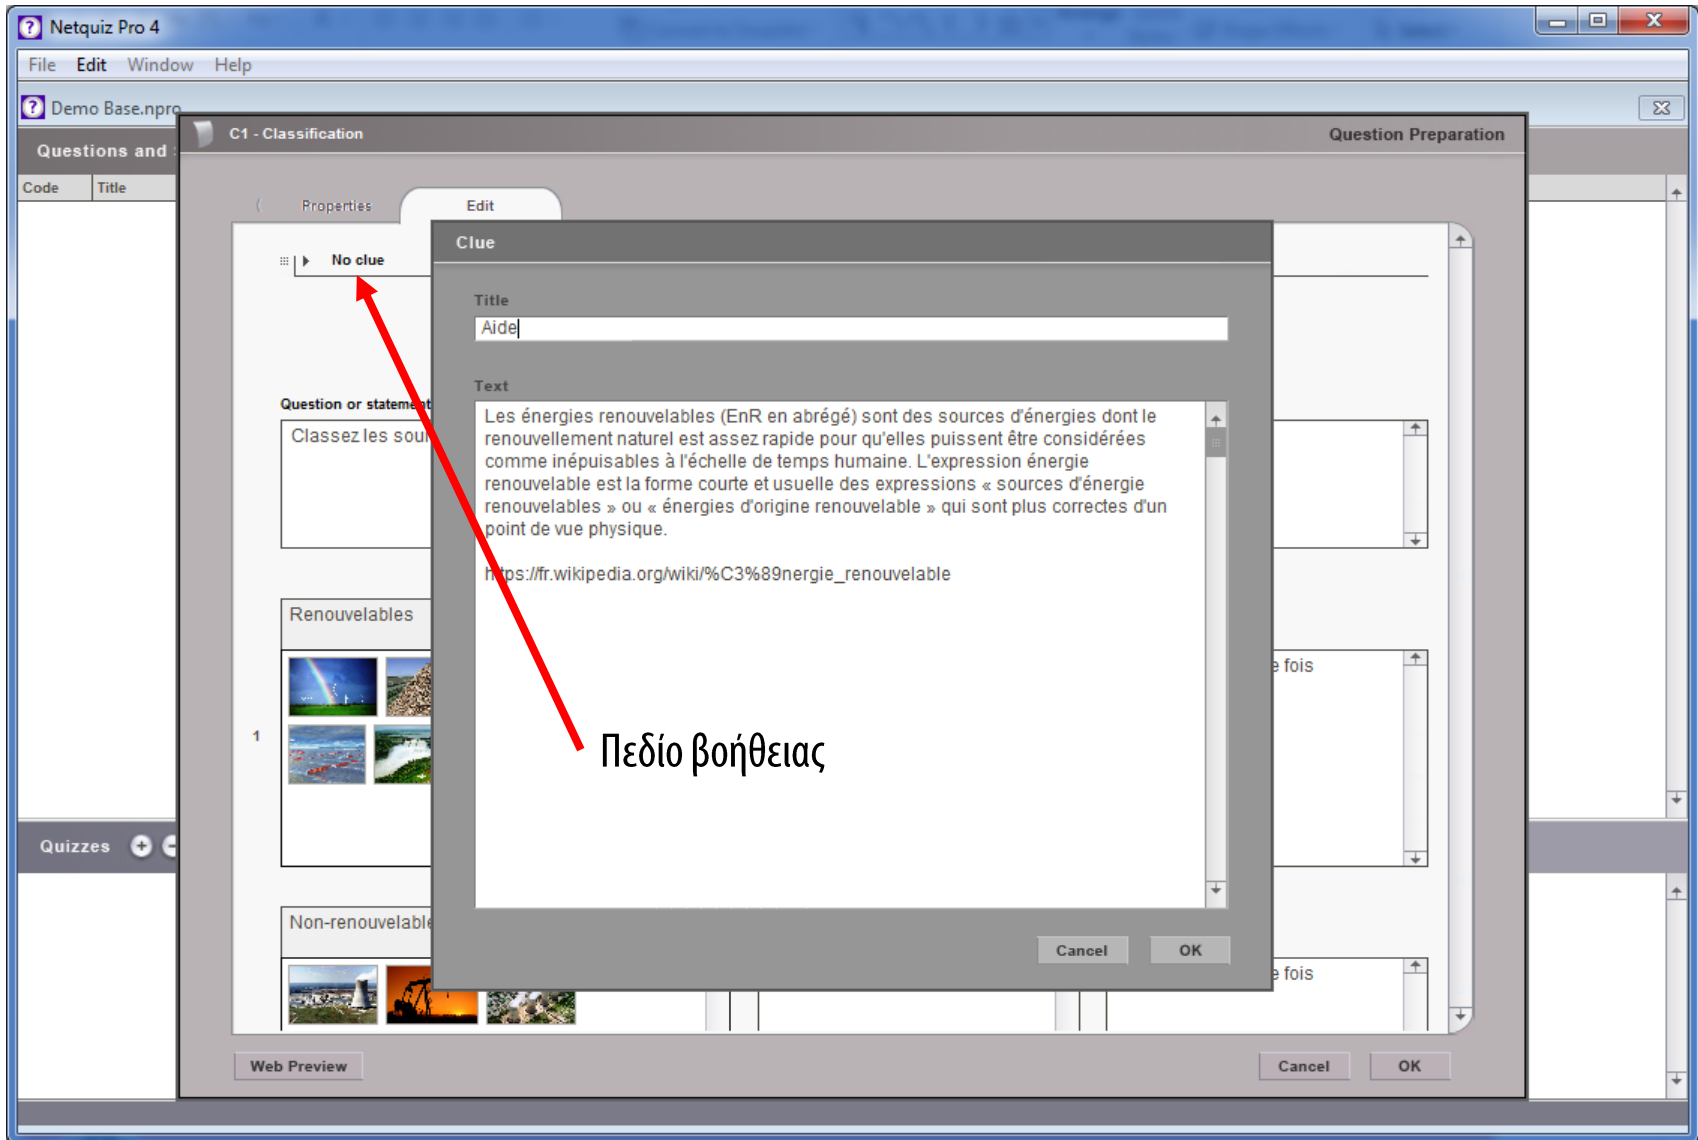 Netquiz Pro 4
File Edit Window Help
Demo Base.npro
C1 - Classification
Question Preparation
Questions and
Code Title
Properties Edit
Clue
No clue
Title
Aide
Text
Les énergies renouvelables (EnR en abrégé) sont des sources d'énergies dont le
renouvellement naturel est assez rapide pour qu'elles puissent être considérées
comme inépuisables à l'échelle de temps humaine. L'expression énergie
renouvelable est la forme courte et usuelle des expressions « sources d'énergie
renouvelables » ou « énergies d'origine renouvelable » qui sont plus correctes d'un
point de vue physique.
https://fr.wikipedia.org/wiki/%C3%89nergie_renouvelable
Question or statement
Classez les sour
Renouvelables
e fois
1
Πεδίο βοήθειας
Quizzes
Non-renouvelable
Cancel OK
e fois
Web Preview
Cancel OK